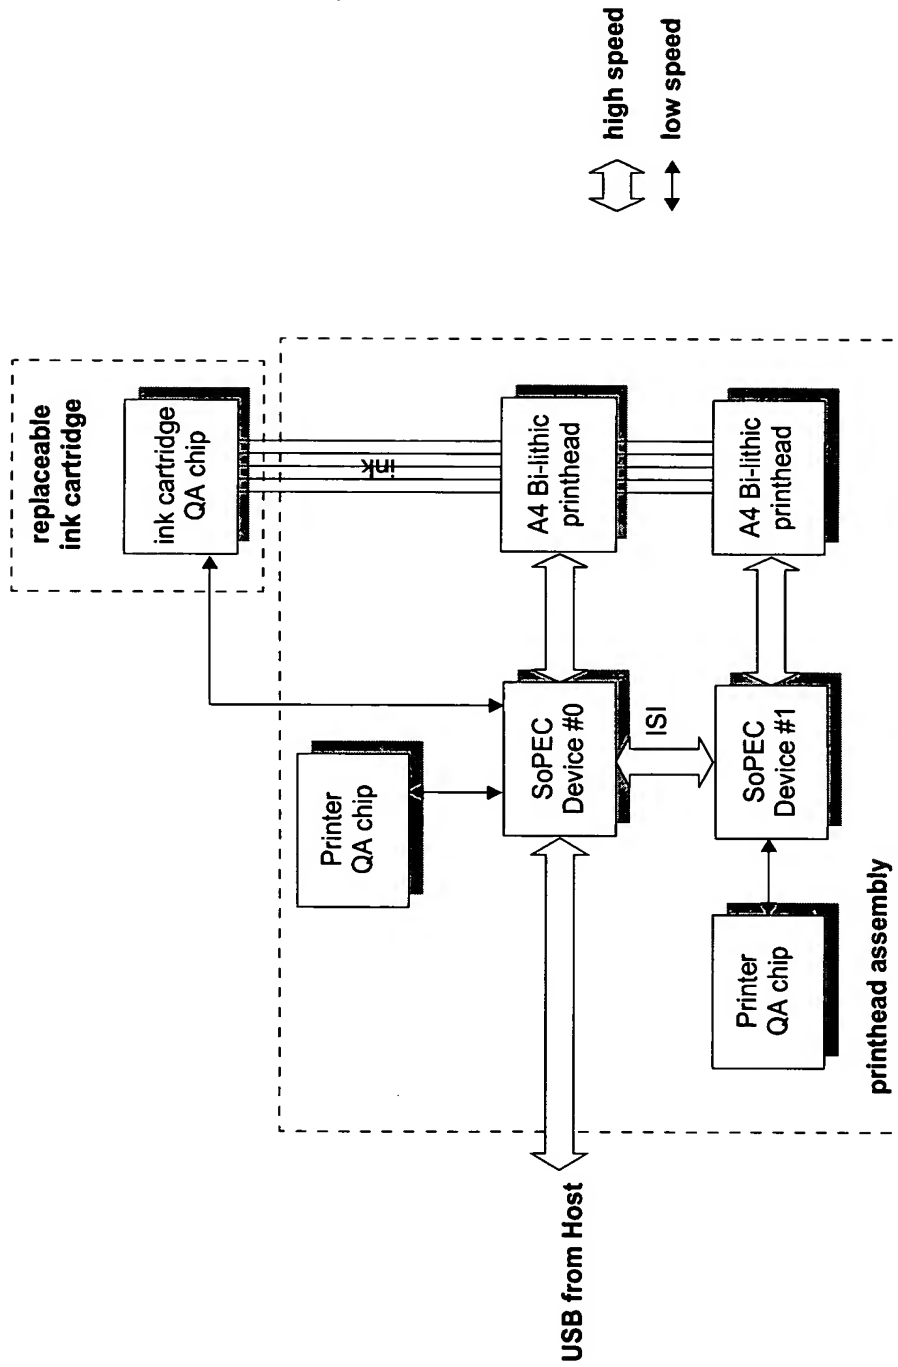 replaceable
ink cartridge
ink cartridge
QA chip
ink
Printer
QA chip
A4 Bi-lithic
printhead
SoPEC
Device #0
USB from Host
ISI
A4 Bi-lithic
printhead
SoPEC
Device #1
Printer
QA chip
printhead assembly
high speed
low speed